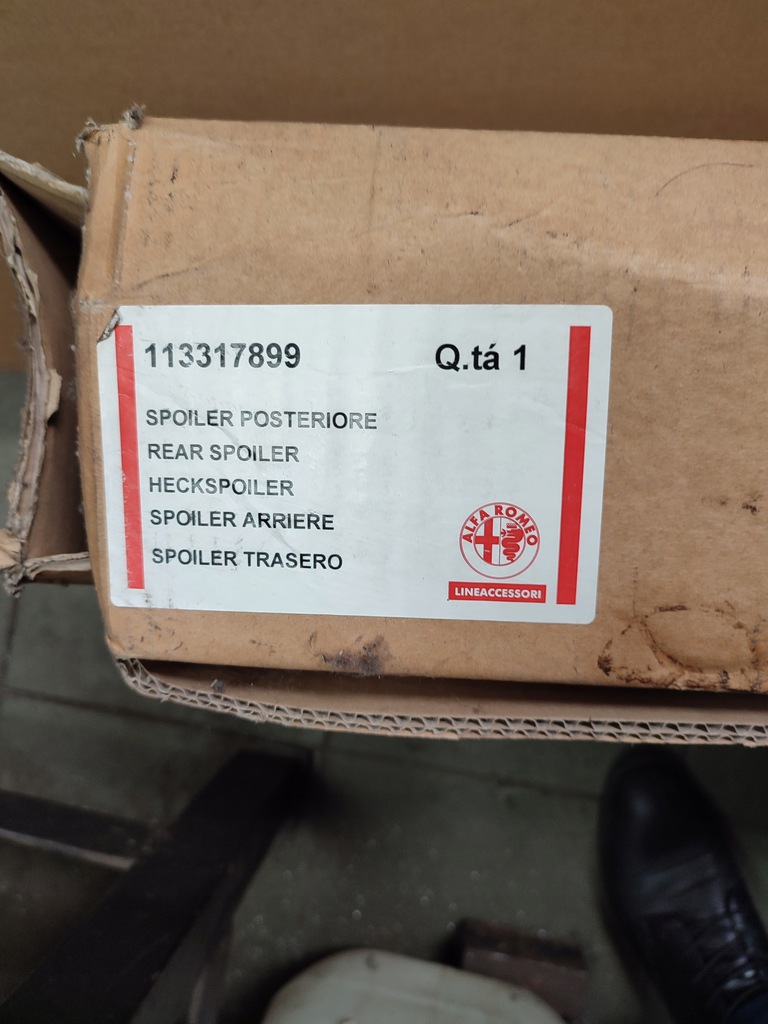 113317899 Q.tá 1
SPOILER POSTERIORE
REAR SPOILER
HECKSPOILER
SPOILER ARRIERE
SPOILER TRASERO
ALFA ROMEO
LINEACCESSORI